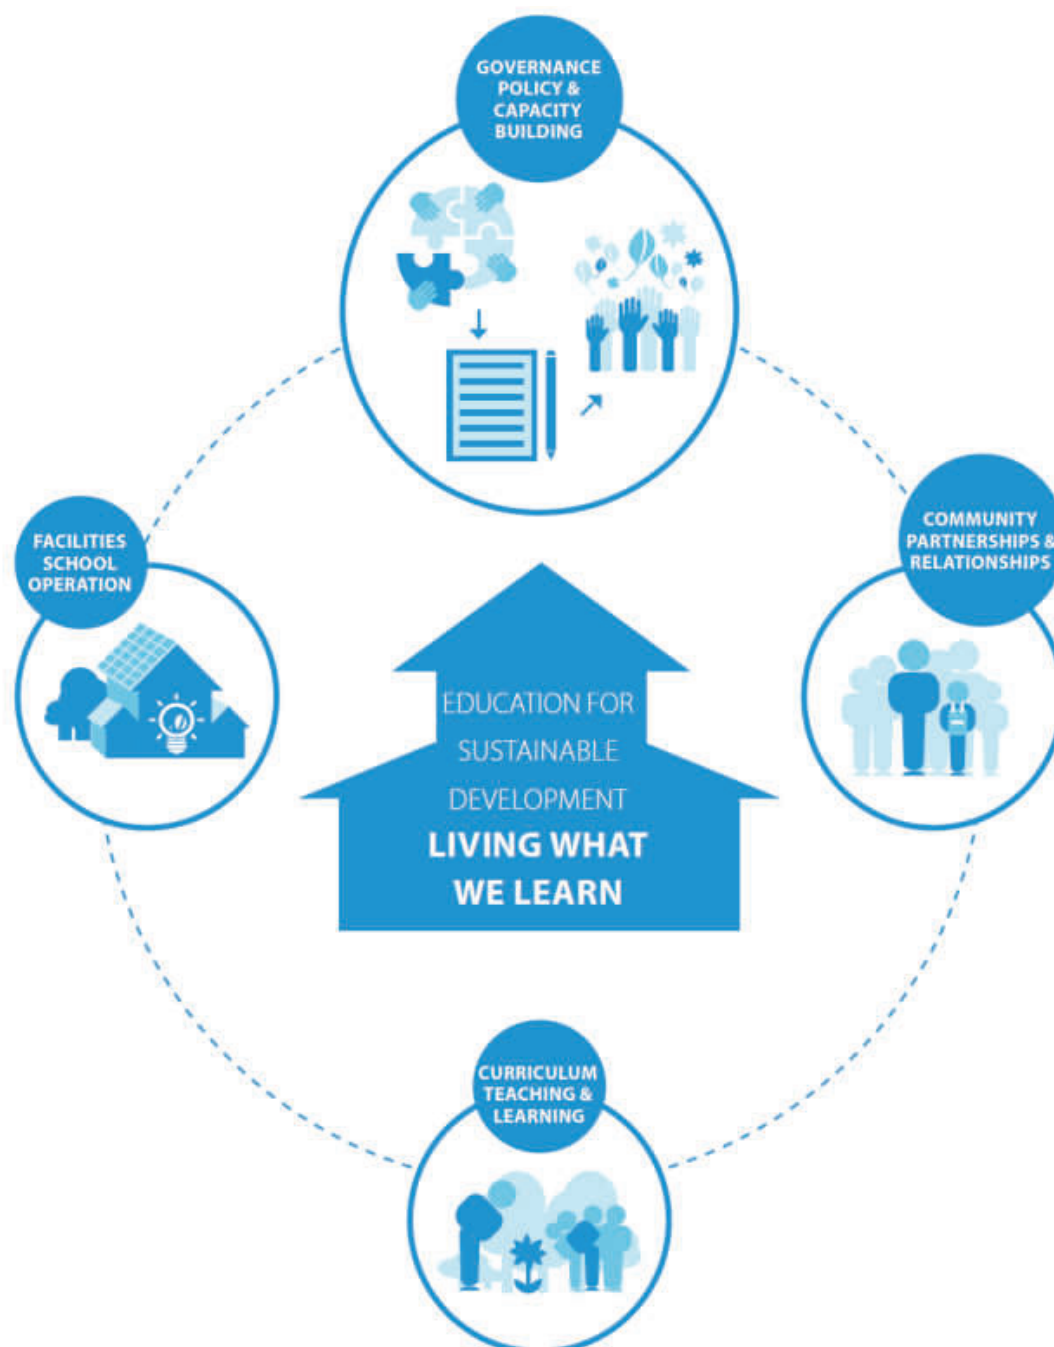 GOVERNANCE
POLICY &
CAPACITY
BUILDING
COMMUNITY
PARTNERSHIPS &
RELATIONSHIPS
FACILITIES
SCHOOL
OPERATION
EDUCATION FOR
SUSTAINABLE
DEVELOPMENT
LIVING WHAT
WE LEARN
CURRICULUM
TEACHING &
LEARNING